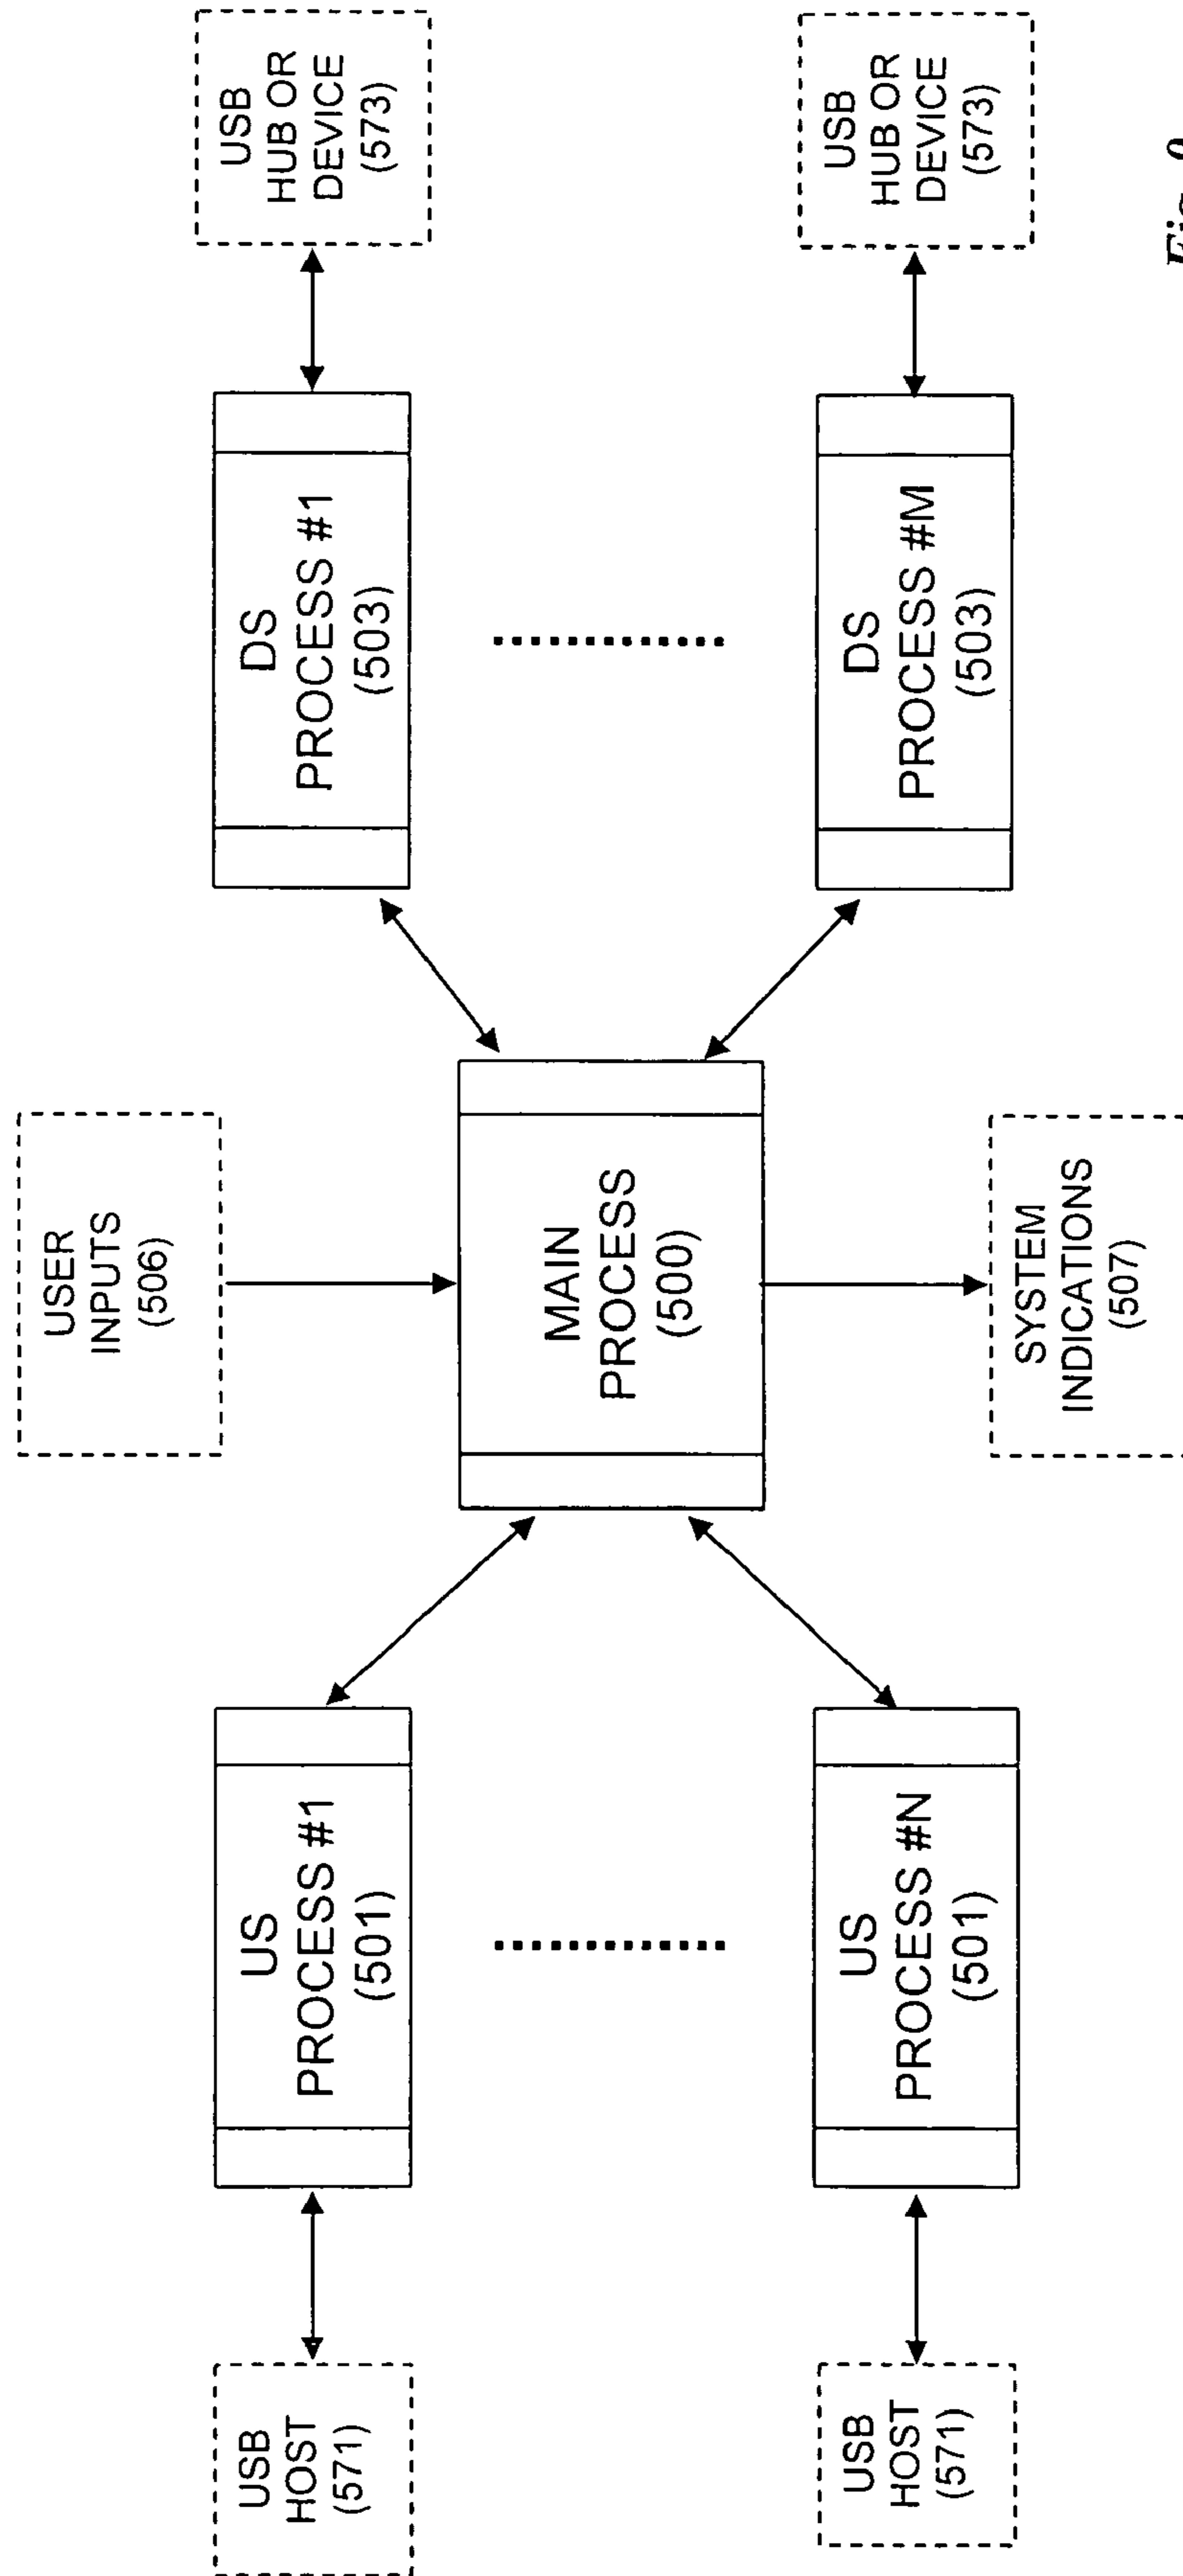 USER
INPUTS
(506)
USB
HOST
(571)
US
PROCESS #1
(501)
DS
PROCESS #1
(503)
USB
HUB OR
DEVICE
(573)
MAIN
PROCESS
(500)
USB
HOST
(571)
US
PROCESS #N
(501)
DS
PROCESS #M
(503)
USB
HUB OR
DEVICE
(573)
SYSTEM
INDICATIONS
(507)